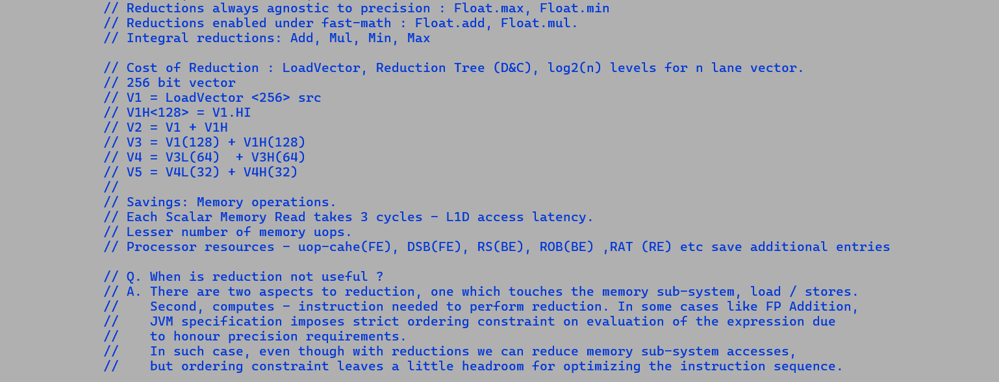 // Reductions always agnostic to precision : Float.max, Float.min
// Reductions enabled under fast-math : Float.add, Float.mul.
// Integral reductions: Add, Mul, Min, Max
// Cost of Reduction : LoadVector, Reduction Tree (D&C), log2(n) levels for n lane vector.
// 256 bit vector
// V1 = LoadVector <256> src
// V1H<128> = V1.HI
// V2 = V1 + V1H
// V3 = V1(128) + V1H(128)
// V4 = V3L(64)  + V3H(64)
// V5 = V4L(32) + V4H(32)
//
// Savings: Memory operations.
// Each Scalar Memory Read takes 3 cycles - L1D access latency.
// Lesser number of memory uops.
// Processor resources - uop-cahe(FE), DSB(FE), RS(BE), ROB(BE) ,RAT (RE) etc save additional entries
// Q. When is reduction not useful ?
// A. There are two aspects to reduction, one which touches the memory sub-system, load / stores.
//    Second, computes - instruction needed to perform reduction. In some cases like FP Addition,
//    JVM specification imposes strict ordering constraint on evaluation of the expression due
//    to honour precision requirements.
//    In such case, even though with reductions we can reduce memory sub-system accesses,
//    but ordering constraint leaves a little headroom for optimizing the instruction sequence.